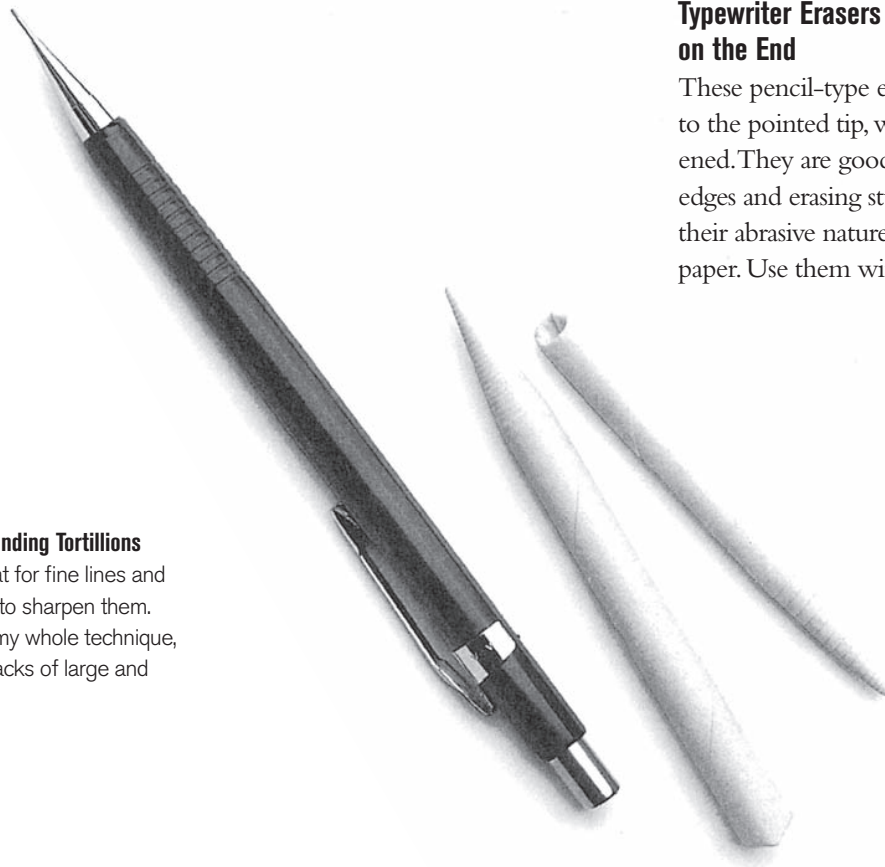 Typewriter Erasers
on the End
These pencil-type e
to the pointed tip, w
ened. They are good
edges and erasing st
their abrasive nature
paper. Use them wi
nding Tortillions
at for fine lines and
to sharpen them.
my whole technique,
acks of large and